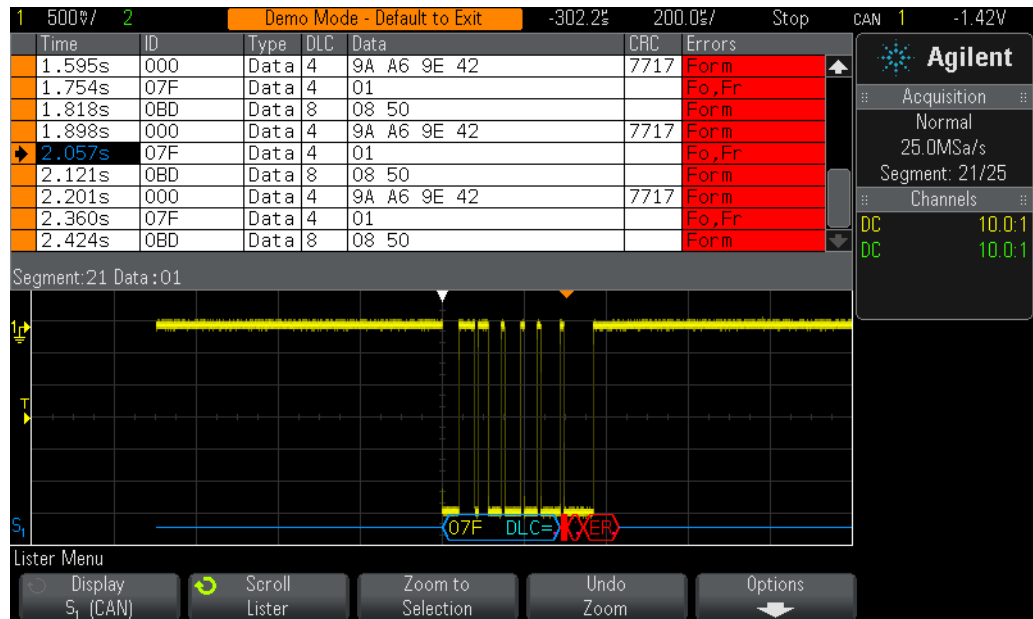 1 500▿/ 2 Demo Mode - Default to Exit -302.2▿ 200.0▿/ Stop CAN 1 -1.42V
Time ID Type DLC Data CRC Errors
1.595s 000 Data 4 9A A6 9E 42 7717 Form
1.754s 07F Data 4 01 Fo,Fr
1.818s 0BD Data 8 08 50 Form
1.898s 000 Data 4 9A A6 9E 42 7717 Form
2.057s 07F Data 4 01 Fo,Fr
2.121s 0BD Data 8 08 50 Form
2.201s 000 Data 4 9A A6 9E 42 7717 Form
2.360s 07F Data 4 01 Fo,Fr
2.424s 0BD Data 8 08 50 Form
Segment:21 Data:01
Agilent
Acquisition
Normal
25.0MSa/s
Segment: 21/25
Channels
DC 10.0:1
DC 10.0:1
1
T
S1
07F DLC= ER
Lister Menu
Display
S1 (CAN)
Scroll
Lister
Zoom to
Selection
Undo
Zoom
Options